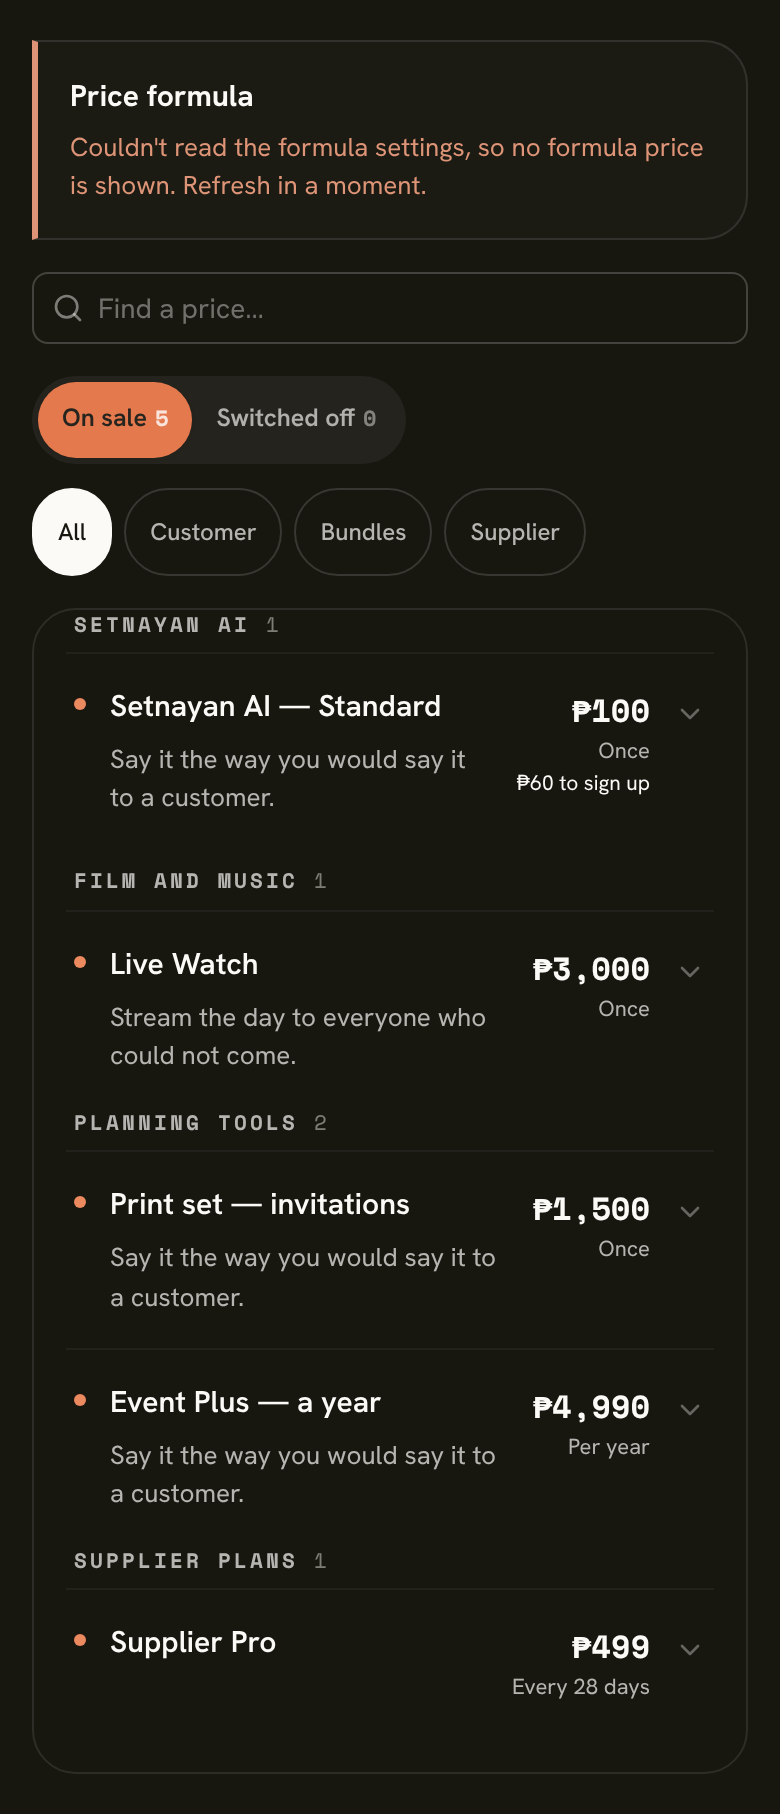 Price formula
Couldn't read the formula settings, so no formula price
is shown. Refresh in a moment.
Find a price...
On sale 5 Switched off 0
All Customer Bundles Supplier
SETNAYAN AI 1
Setnayan AI — Standard ₱100
Once
Say it the way you would say it
₱60 to sign up
to a customer.
FILM AND MUSIC 1
Live Watch ₱3,000
Once
Stream the day to everyone who
could not come.
PLANNING TOOLS 2
Print set — invitations ₱1,500
Once
Say it the way you would say it to
a customer.
Event Plus — a year ₱4,990
Per year
Say it the way you would say it to
a customer.
SUPPLIER PLANS 1
Supplier Pro ₱499
Every 28 days